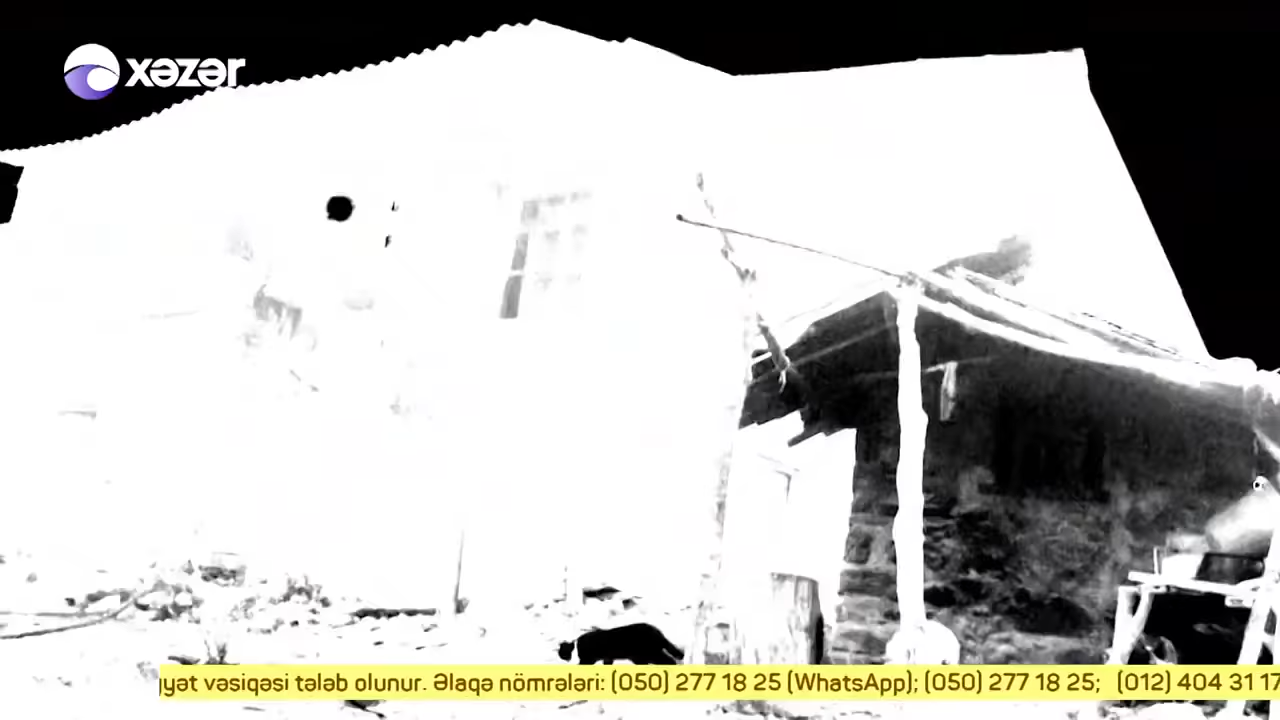 xəzər
vəsiqəsi tələb olunur. Əlaqə nömrələri: (050) 277 18 25 (WhatsApp); (050) 277 18 25; (012) 404 31 17